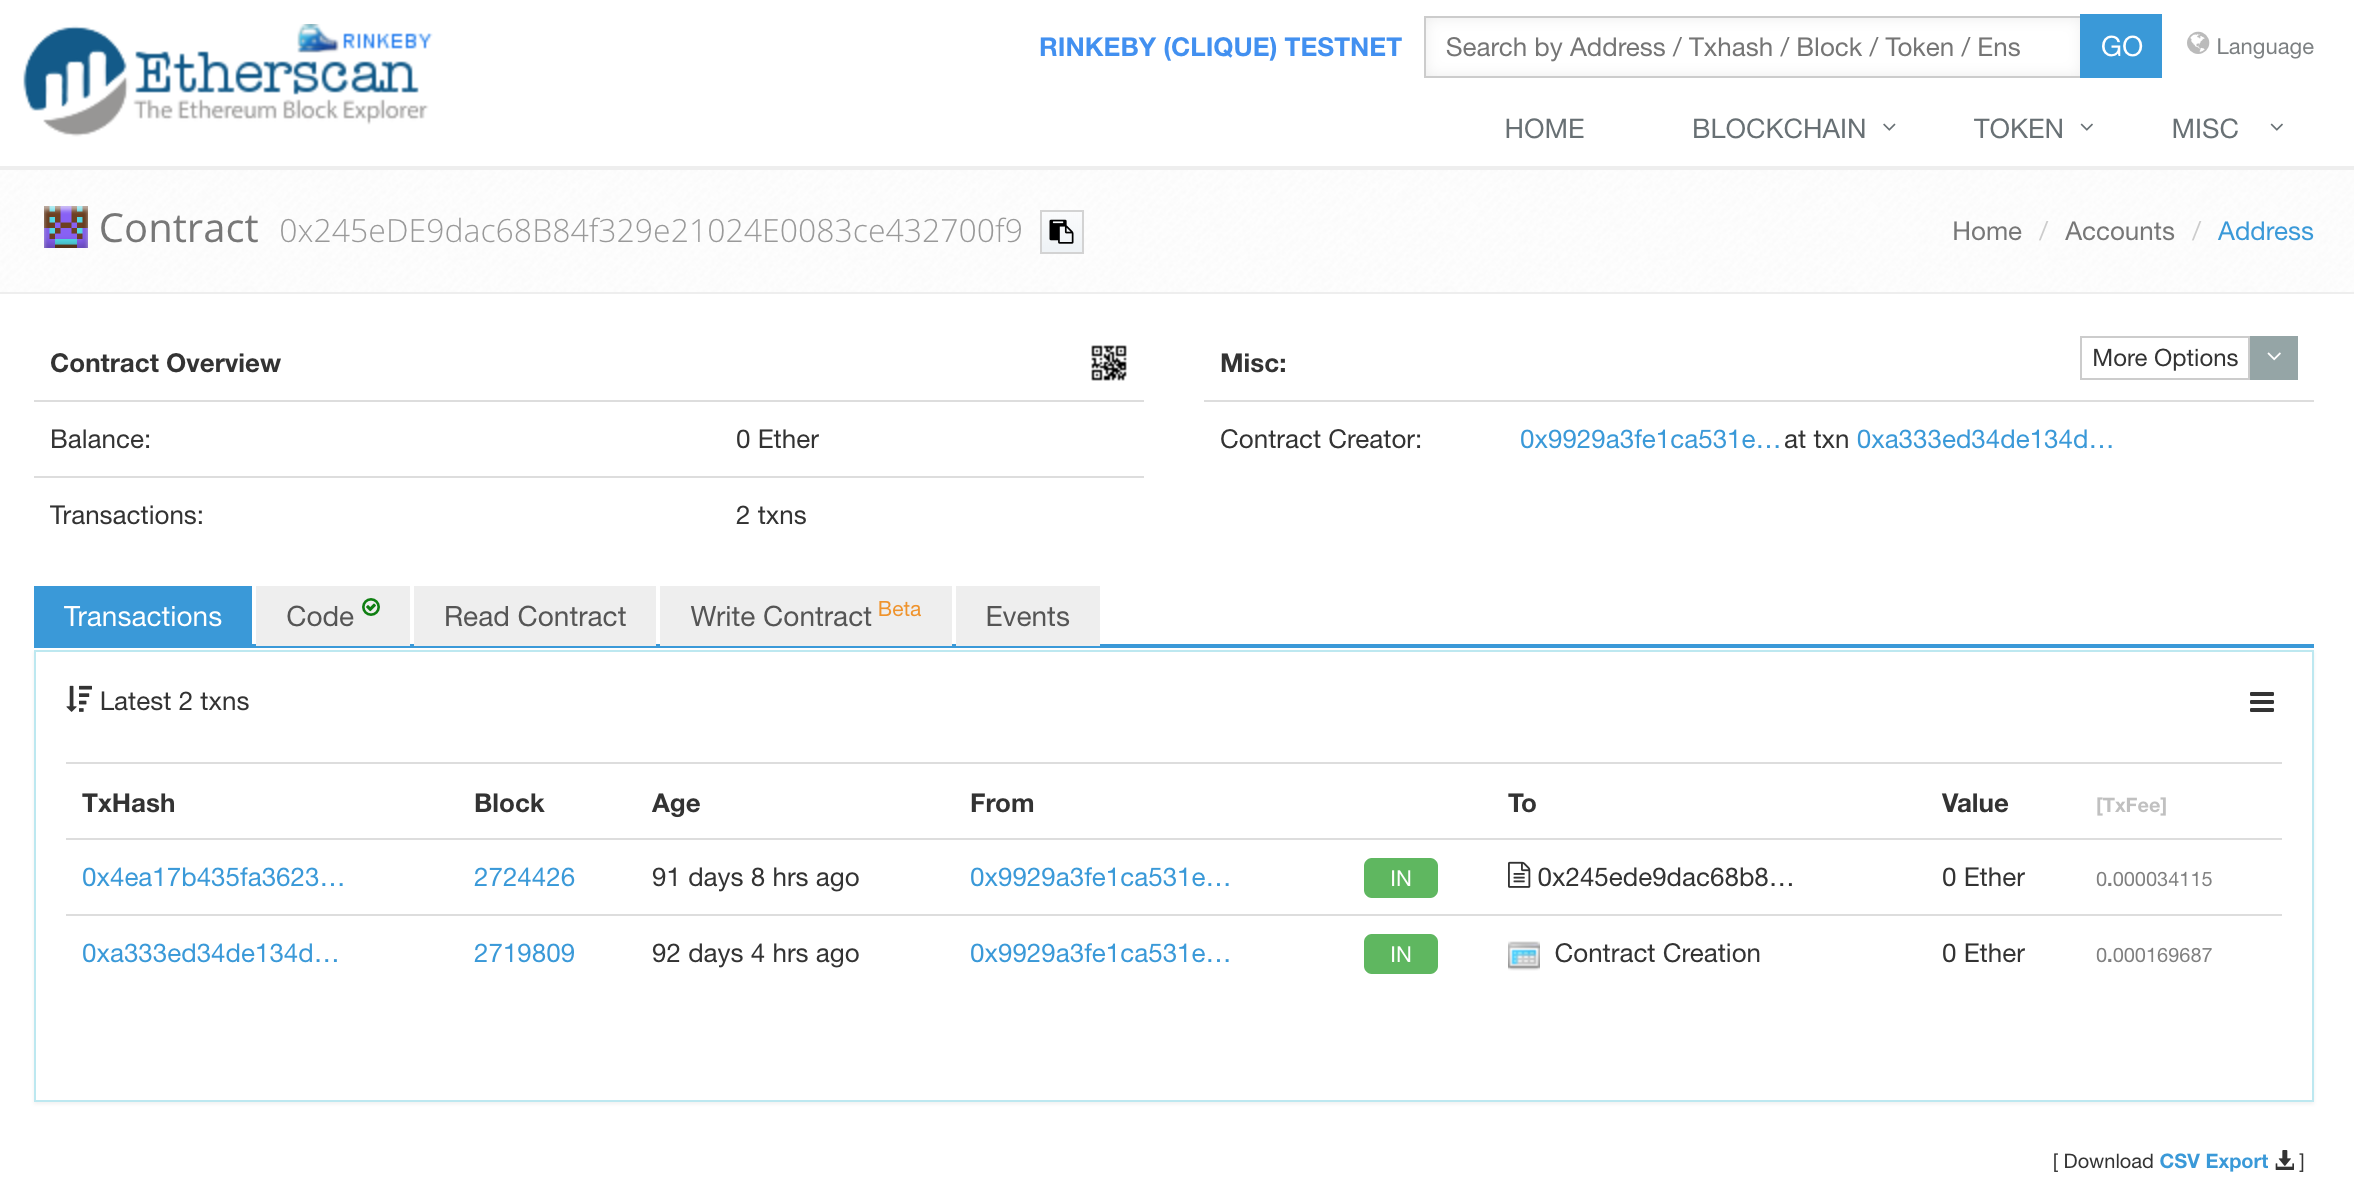 RINKEBY
Etherscan
The Ethereum Block Explorer
RINKEBY (CLIQUE) TESTNET
Search by Address / Txhash / Block / Token / Ens
GO
Language
HOME
BLOCKCHAIN
TOKEN
MISC
Contract 0x245eDE9dac68B84f329e21024E0083ce432700f9
Home / Accounts / Address
Contract Overview
Balance: 0 Ether
Transactions: 2 txns
Misc:
More Options
Contract Creator: 0x9929a3fe1ca531e... at txn 0xa333ed34de134d...
Transactions
Code
Read Contract
Write Contract Beta
Events
Latest 2 txns
TxHash Block Age From To Value [TxFee]
0x4ea17b435fa3623... 2724426 91 days 8 hrs ago 0x9929a3fe1ca531e... IN 0x245ede9dac68b8... 0 Ether 0.000034115
0xa333ed34de134d... 2719809 92 days 4 hrs ago 0x9929a3fe1ca531e... IN Contract Creation 0 Ether 0.000169687
[ Download CSV Export ]